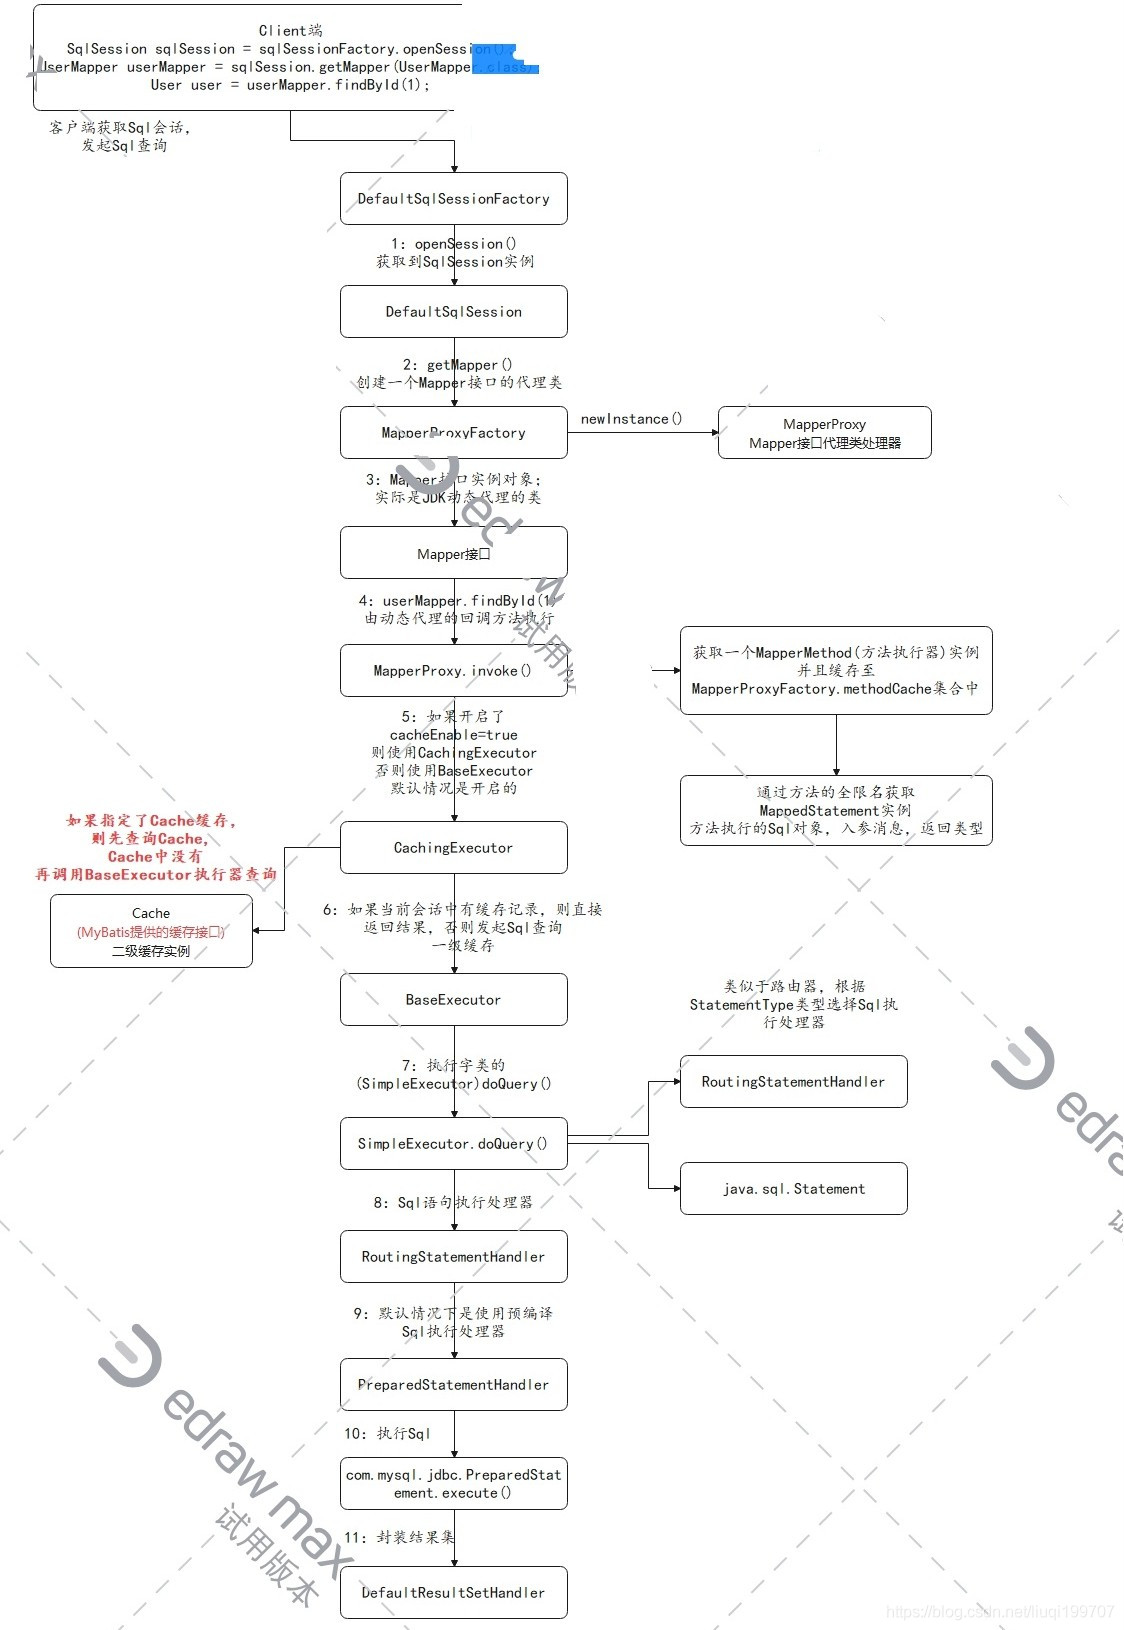 Client端
SqlSession sqlSession = sqlSessionFactory.openSession();
UserMapper userMapper = sqlSession.getMapper(UserMapper.class);
User user = userMapper.findById(1);
客户端获取Sql会话，
发起Sql查询
DefaultSqlSessionFactory
1: openSession()
获取到SqlSession实例
DefaultSqlSession
2: getMapper()
创建一个Mapper接口的代理类
MapperProxyFactory
newInstance()
MapperProxy
Mapper接口代理类处理器
3: Mapper接口实例对象；
实际是JDK动态代理的类
Mapper接口
4: userMapper.findById(1)
由动态代理的回调方法执行
MapperProxy.invoke()
获取一个MapperMethod(方法执行器)实例
并且缓存至
MapperProxyFactory.methodCache集合中
5: 如果开启了
cacheEnable=true
则使用CachingExecutor
否则使用BaseExecutor
默认情况是开启的
通过方法的全限名获取
MappedStatement实例
方法执行的Sql对象，入参消息，返回类型
如果指定了Cache缓存，
则先查询Cache，
Cache中没有
再调用BaseExecutor执行器查询
CachingExecutor
Cache
(MyBatis提供的缓存接口)
二级缓存实例
6: 如果当前会话中有缓存记录，则直接
返回结果，否则发起Sql查询
一级缓存
BaseExecutor
类似于路由器，根据
StatementType类型选择Sql执
行处理器
7: 执行字类的
(SimpleExecutor)doQuery()
RoutingStatementHandler
SimpleExecutor.doQuery()
java.sql.Statement
8: Sql语句执行处理器
RoutingStatementHandler
9: 默认情况下是使用预编译
Sql执行处理器
PreparedStatementHandler
10: 执行Sql
com.mysql.jdbc.PreparedStat
ement.execute()
11: 封装结果集
DefaultResultSetHandler
edraw max
试用版本
https://blog.csdn.net/liuqi199707